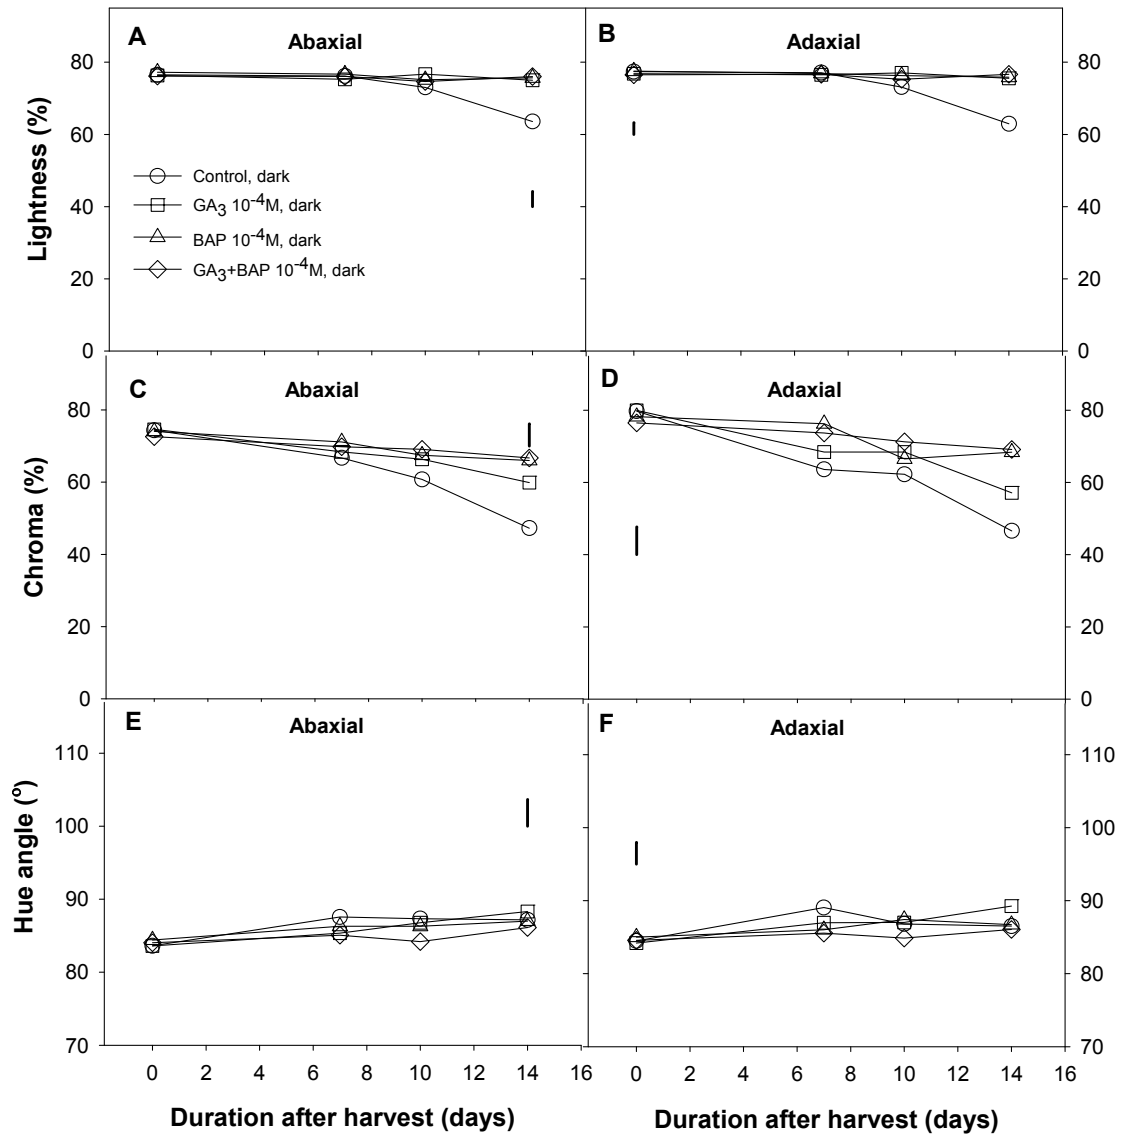 A
Abaxial
B
Adaxial
80
60
40
20
0
80
60
40
20
0
Lightness (%)
Control, dark
GA3 10-4M, dark
BAP 10-4M, dark
GA3+BAP 10-4M, dark
C
Abaxial
D
Adaxial
80
60
40
20
0
80
60
40
20
0
Chroma (%)
E
Abaxial
F
Adaxial
110
100
90
80
70
110
100
90
80
70
Hue angle (o)
0 2 4 6 8 10 12 14 16
0 2 4 6 8 10 12 14 16
Duration after harvest (days)
Duration after harvest (days)